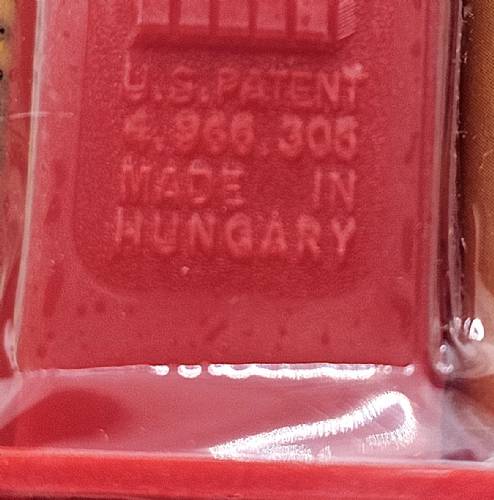 U.S.PATENT
4.966.305
MADE IN
HUNGARY